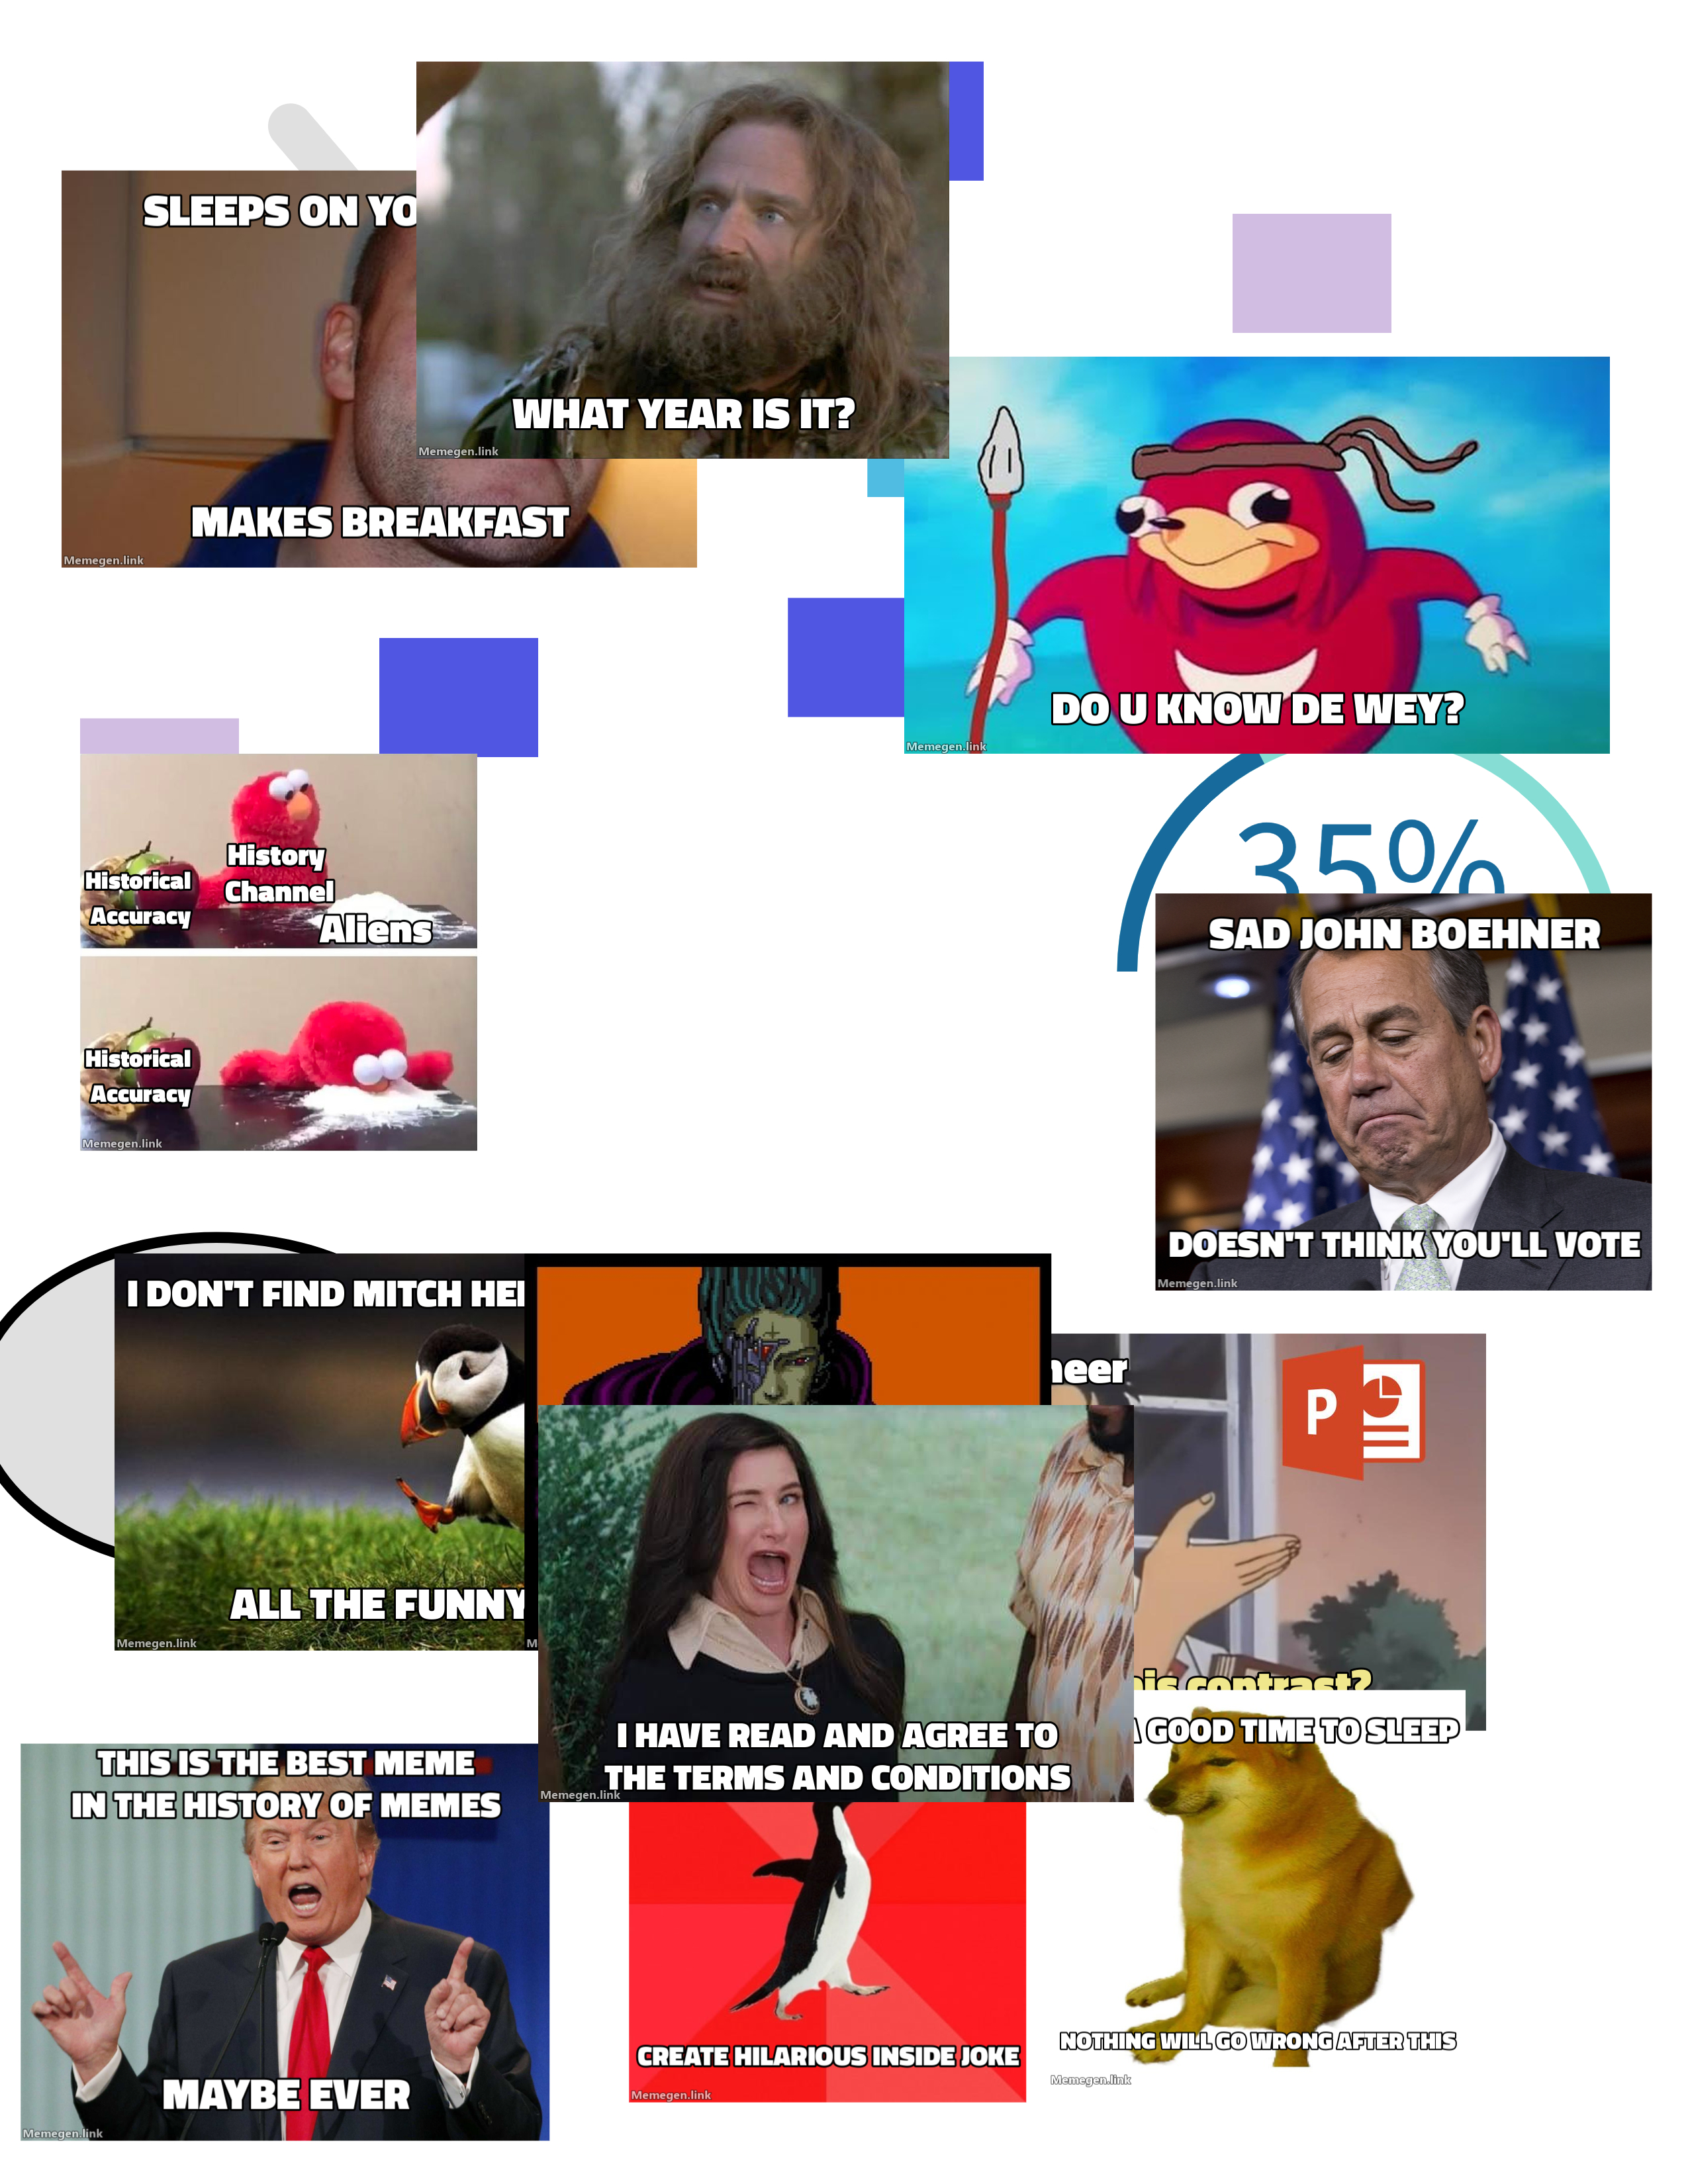 SLEEPS ON
MAKES BREAKFAST
Memegen.link
WHAT YEAR IS IT?
Memegen.link
DO U KNOW DE WEY?
Memegen.link
Historical
Accuracy
History
Channel
Aliens
Historical
Accuracy
Memegen.link
35%
SAD JOHN BOEHNER
DOESN'T THINK YOU'LL VOTE
Memegen.link
I DON'T FIND MITCH
ALL THE FUNNY
Memegen.link
P
contrast?
I HAVE READ AND AGREE TO
THE TERMS AND CONDITIONS
Memegen.link
GOOD TIME TO SLEEP
NOTHING WILL GO WRONG AFTER THIS
Memegen.link
THIS IS THE BEST MEME
IN THE HISTORY OF MEMES
MAYBE EVER
Memegen.link
CREATE HILARIOUS INSIDE JOKE
Memegen.link